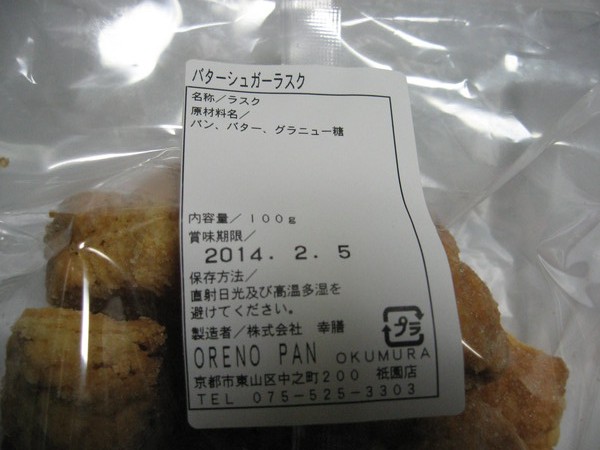 バターシュガーラスク
名称／ラスク
原材料名／
パン、バター、グラニュー糖
内容量／100g
賞味期限／
2014. 2. 5
保存方法／
直射日光及び高温多湿を
避けてください。
製造者／株式会社 幸膳
プラ
ORENO PAN OKUMURA
京都市東山区中之町200 祇園店
TEL 075-525-3303